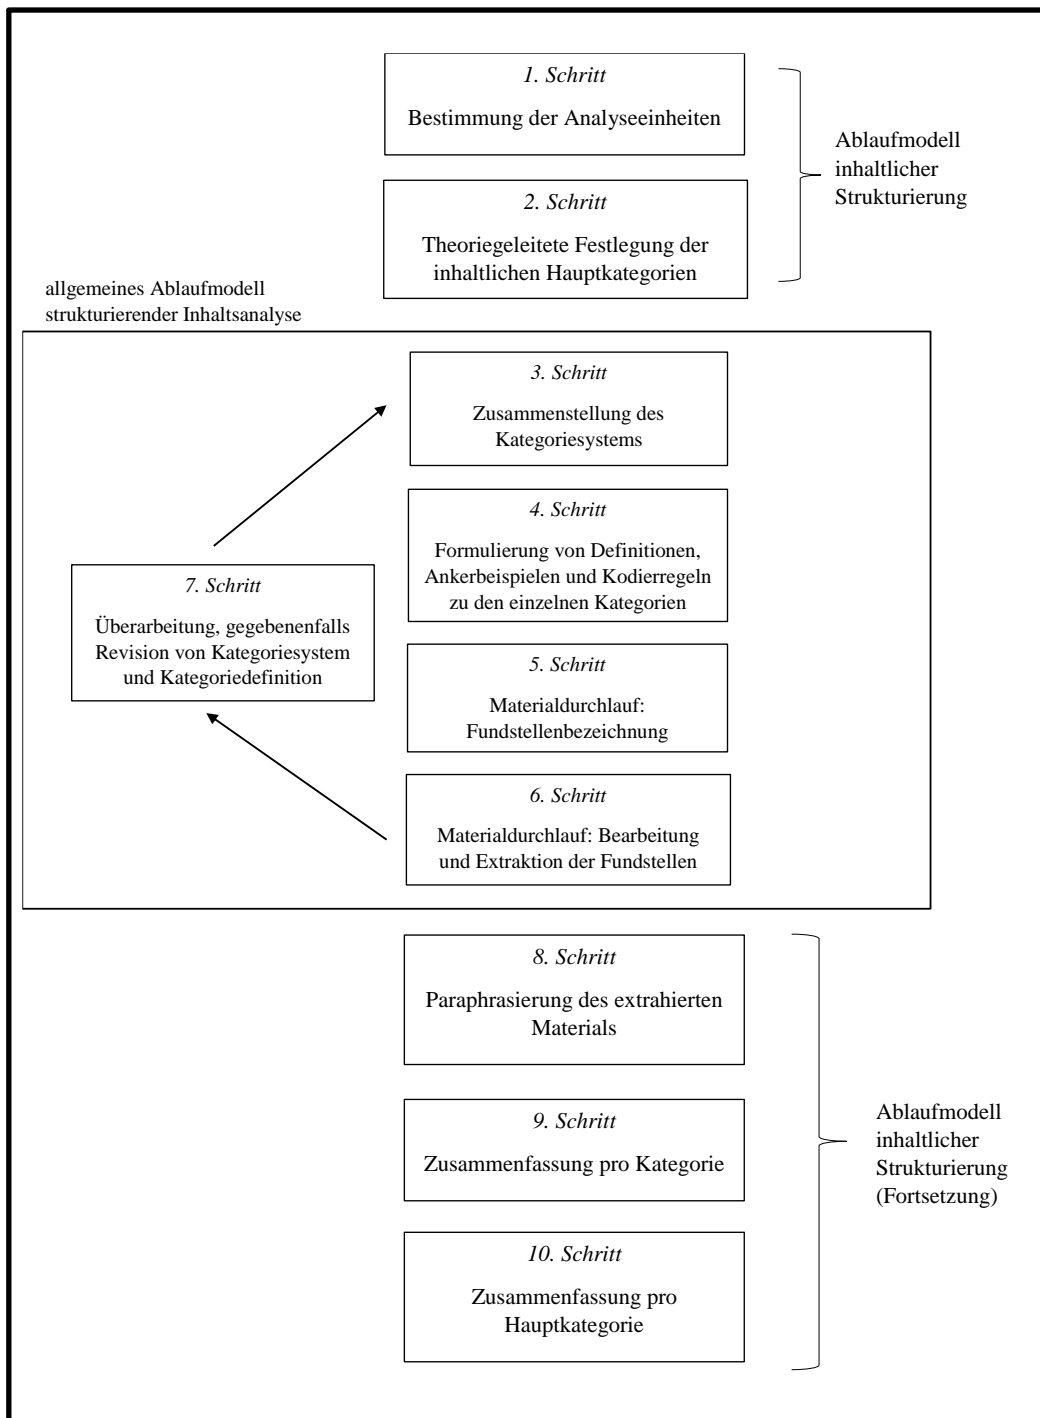 1. Schritt
Bestimmung der Analyseeinheiten
Ablaufmodell
inhaltlicher
Strukturierung
2. Schritt
Theoriegeleitete Festlegung der
inhaltlichen Hauptkategorien
allgemeines Ablaufmodell
strukturierender Inhaltsanalyse
3. Schritt
Zusammenstellung des
Kategoriesystems
4. Schritt
Formulierung von Definitionen,
Ankerbeispielen und Kodierregeln
zu den einzelnen Kategorien
7. Schritt
Überarbeitung, gegebenenfalls
Revision von Kategoriesystem
und Kategoriedefinition
5. Schritt
Materialdurchlauf:
Fundstellenbezeichnung
6. Schritt
Materialdurchlauf: Bearbeitung
und Extraktion der Fundstellen
8. Schritt
Paraphrasierung des extrahierten
Materials
9. Schritt
Zusammenfassung pro Kategorie
Ablaufmodell
inhaltlicher
Strukturierung
(Fortsetzung)
10. Schritt
Zusammenfassung pro
Hauptkategorie